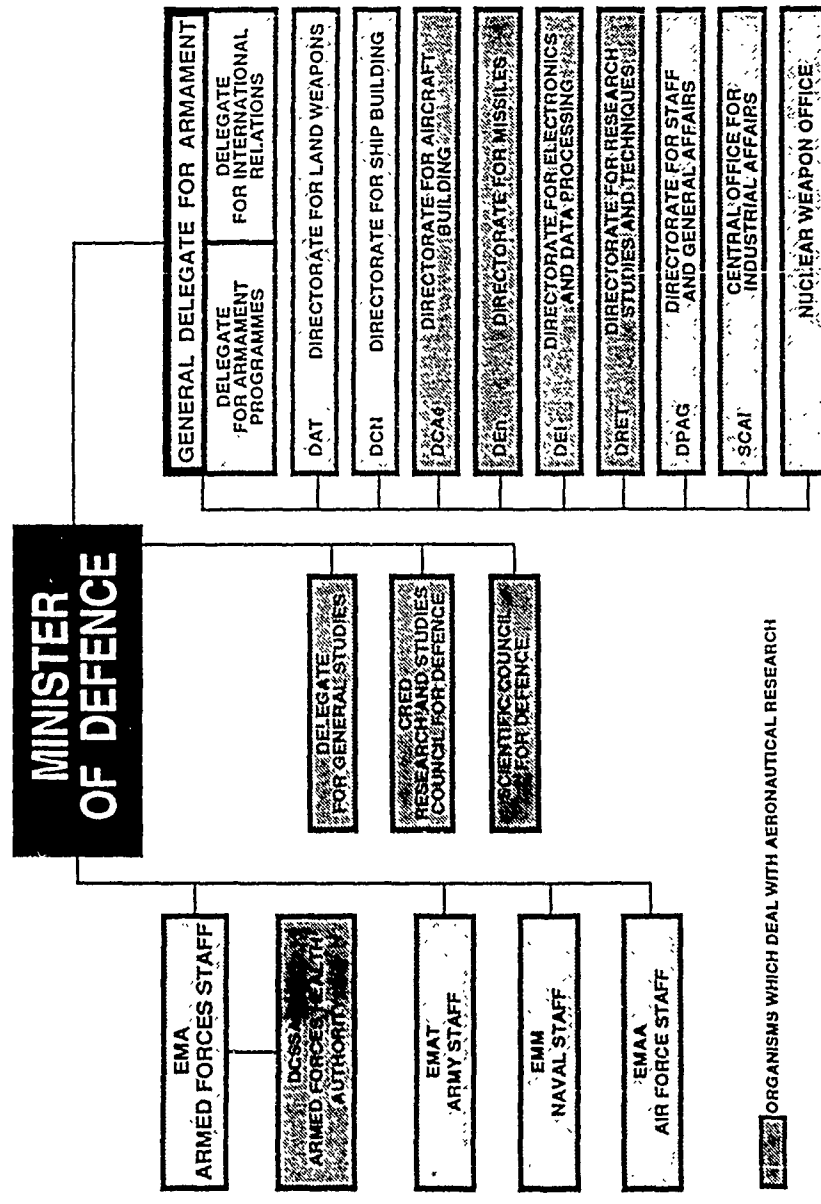 MINISTER
OF DEFENCE
EMA
ARMED FORCES STAFF
DCSSA
ARMED FORCES HEALTH
AUTHORITY
EMAT
ARMY STAFF
EMM
NAVAL STAFF
EMAA
AIR FORCE STAFF
DELEGATE
FOR GENERAL STUDIES
CRED
RESEARCH AND STUDIES
COUNCIL FOR DEFENCE
SCIENTIFIC COUNCIL
FOR DEFENCE
GENERAL DELEGATE FOR ARMAMENT
DELEGATE
FOR ARMAMENT
PROGRAMMES
DELEGATE
FOR INTERNATIONAL
RELATIONS
DAT DIRECTORATE FOR LAND WEAPONS
DCN DIRECTORATE FOR SHIP BUILDING
DCAé DIRECTORATE FOR AIRCRAFT
BUILDING
DEn DIRECTORATE FOR MISSILES
DEI DIRECTORATE FOR ELECTRONICS
AND DATA PROCESSING
DRET DIRECTORATE FOR RESEARCH
STUDIES AND TECHNIQUES
DPAG DIRECTORATE FOR STAFF
AND GENERAL AFFAIRS
SCAI CENTRAL OFFICE FOR
INDUSTRIAL AFFAIRS
NUCLEAR WEAPON OFFICE
ORGANISMS WHICH DEAL WITH AERONAUTICAL RESEARCH